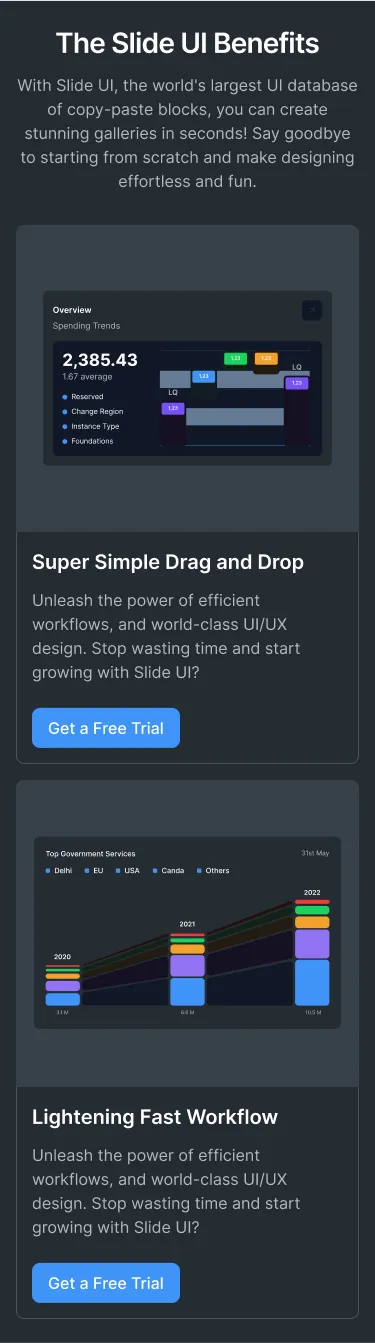 The Slide UI Benefits
With Slide UI, the world's largest UI database
of copy-paste blocks, you can create
stunning galleries in seconds! Say goodbye
to starting from scratch and make designing
effortless and fun.
Overview
Spending Trends
2,385.43
1.67 average
Reserved
Change Region
Instance Type
Foundations
LQ
1,23
1,23
1,23
1,23
LQ
1,23
Super Simple Drag and Drop
Unleash the power of efficient
workflows, and world-class UI/UX
design. Stop wasting time and start
growing with Slide UI?
Get a Free Trial
Top Government Services
31st May
Delhi EU USA Canda Others
2020
2021
2022
3.1 M
6.0 M
10.5 M
Lightening Fast Workflow
Unleash the power of efficient
workflows, and world-class UI/UX
design. Stop wasting time and start
growing with Slide UI?
Get a Free Trial